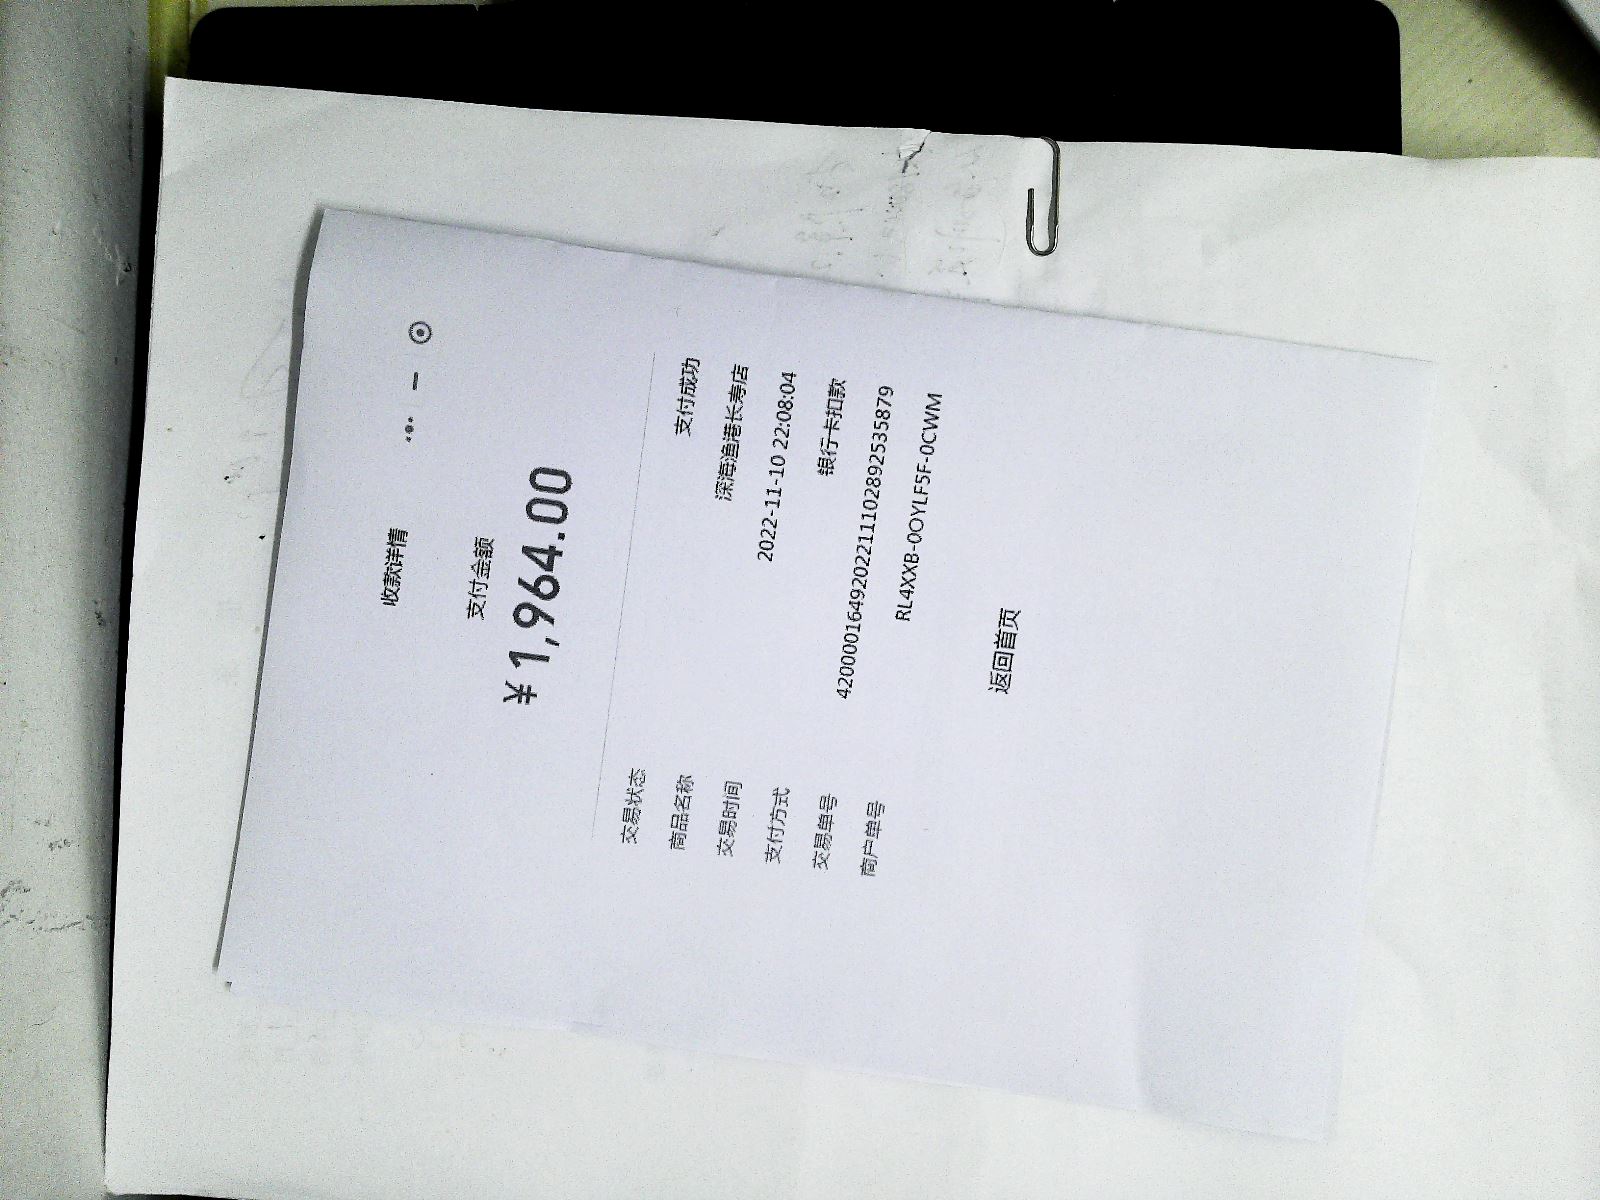 收款详情
支付金额
￥1,964.00
交易状态 支付成功
商品名称 深海渔港长寿店
交易时间 2022-11-10 22:08:04
支付方式 银行卡扣款
交易单号 4200001649202211102892535879
商户单号 RL4XXB-0OYLF5F-0CWM
返回首页